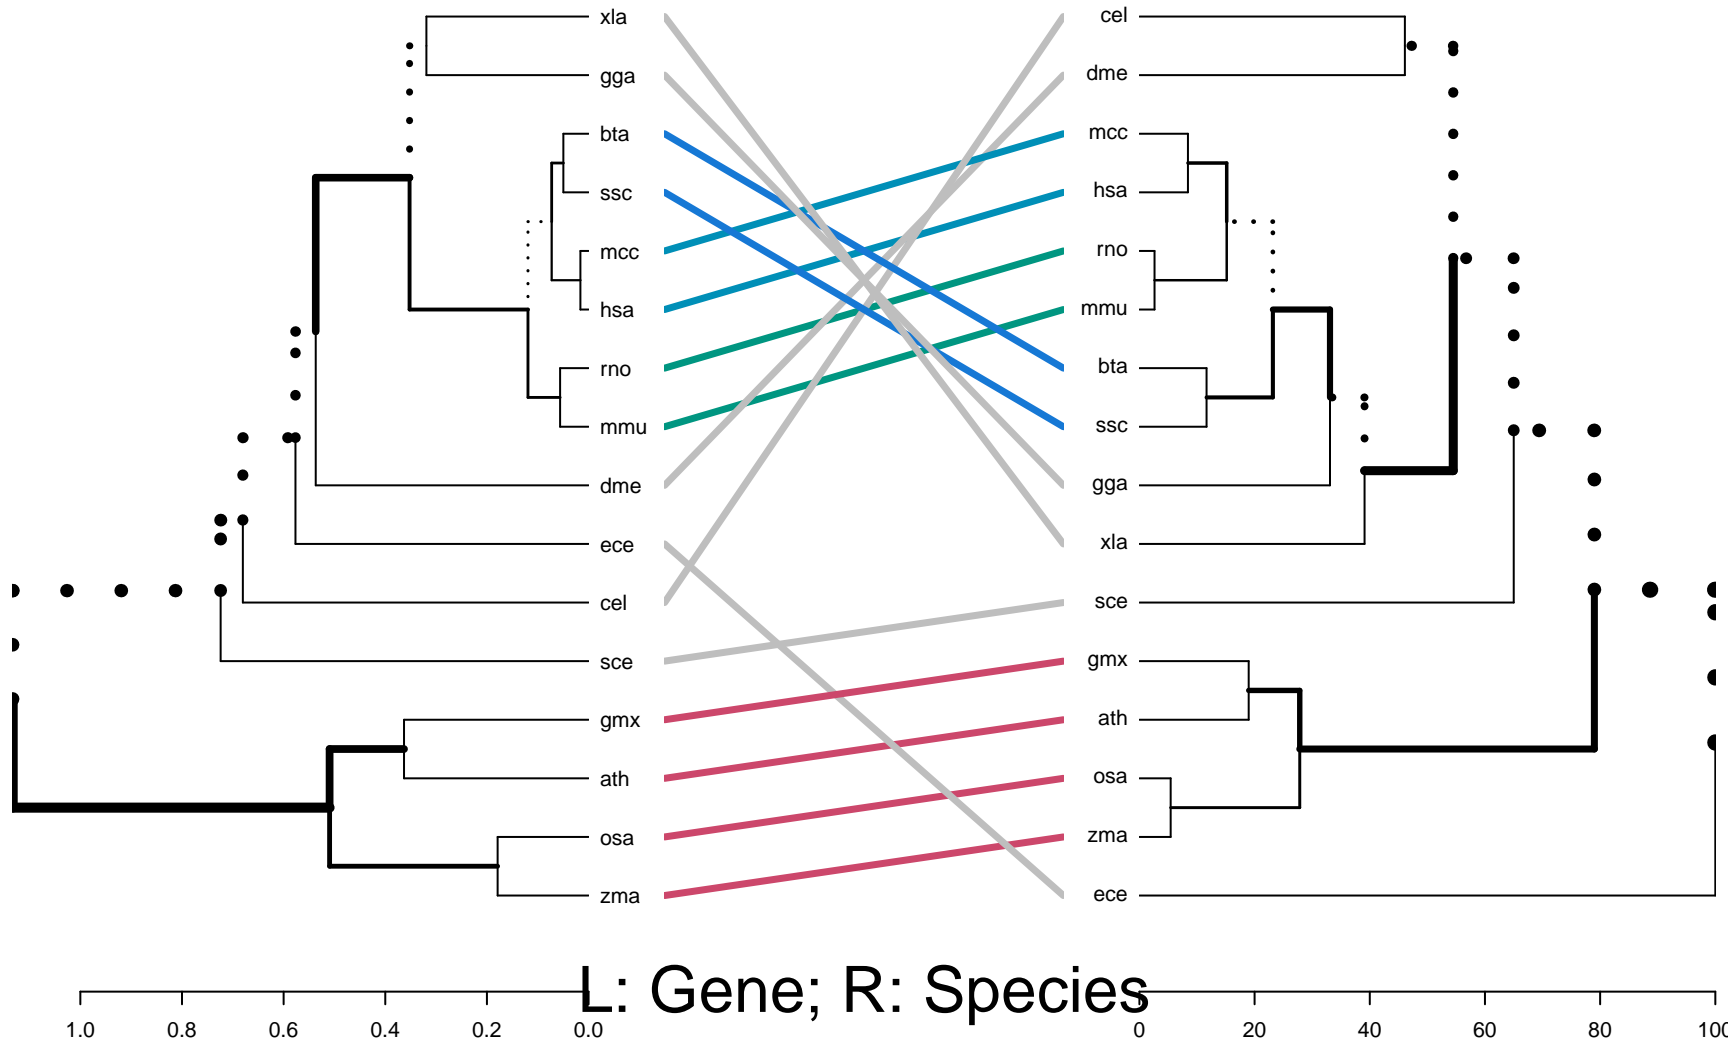 xla cel
gga dme
bta mcc
ssc hsa
mcc rno
hsa mmu
rno bta
mmu ssc
dme gga
ece xla
cel sce
sce gmx
gmx ath
ath osa
osa zma
zma ece
L: Gene; R: Species
1.0 0.8 0.6 0.4 0.2 0.0 0 20 40 60 80 100